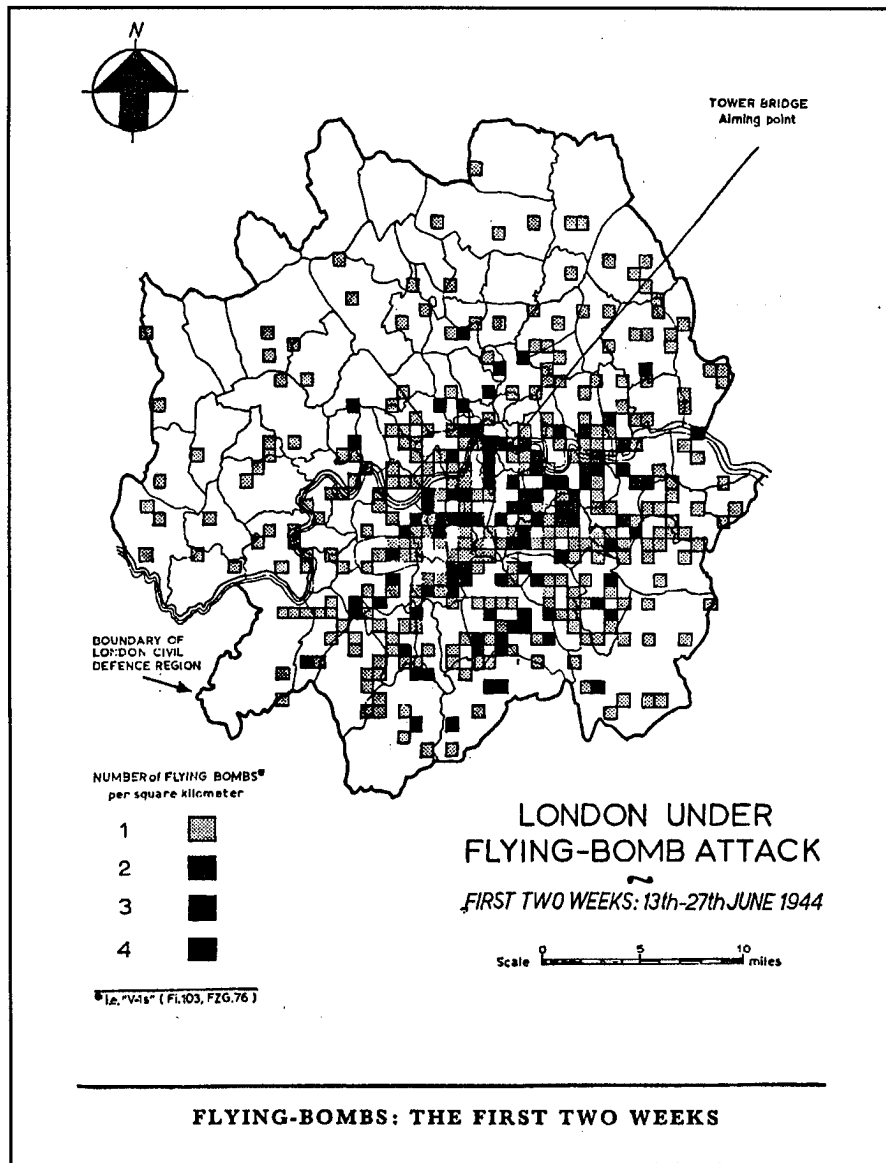 N
TOWER BRIDGE
Aiming point
BOUNDARY OF
LONDON CIVIL
DEFENCE REGION
NUMBER of FLYING BOMBS*
per square kilometer
1
2
3
4
* i.e. "V-1s" ( Fi.103, FZG.76 )
LONDON UNDER
FLYING-BOMB ATTACK
~
FIRST TWO WEEKS: 13th-27th JUNE 1944
Scale 0 5 10 miles
FLYING-BOMBS: THE FIRST TWO WEEKS